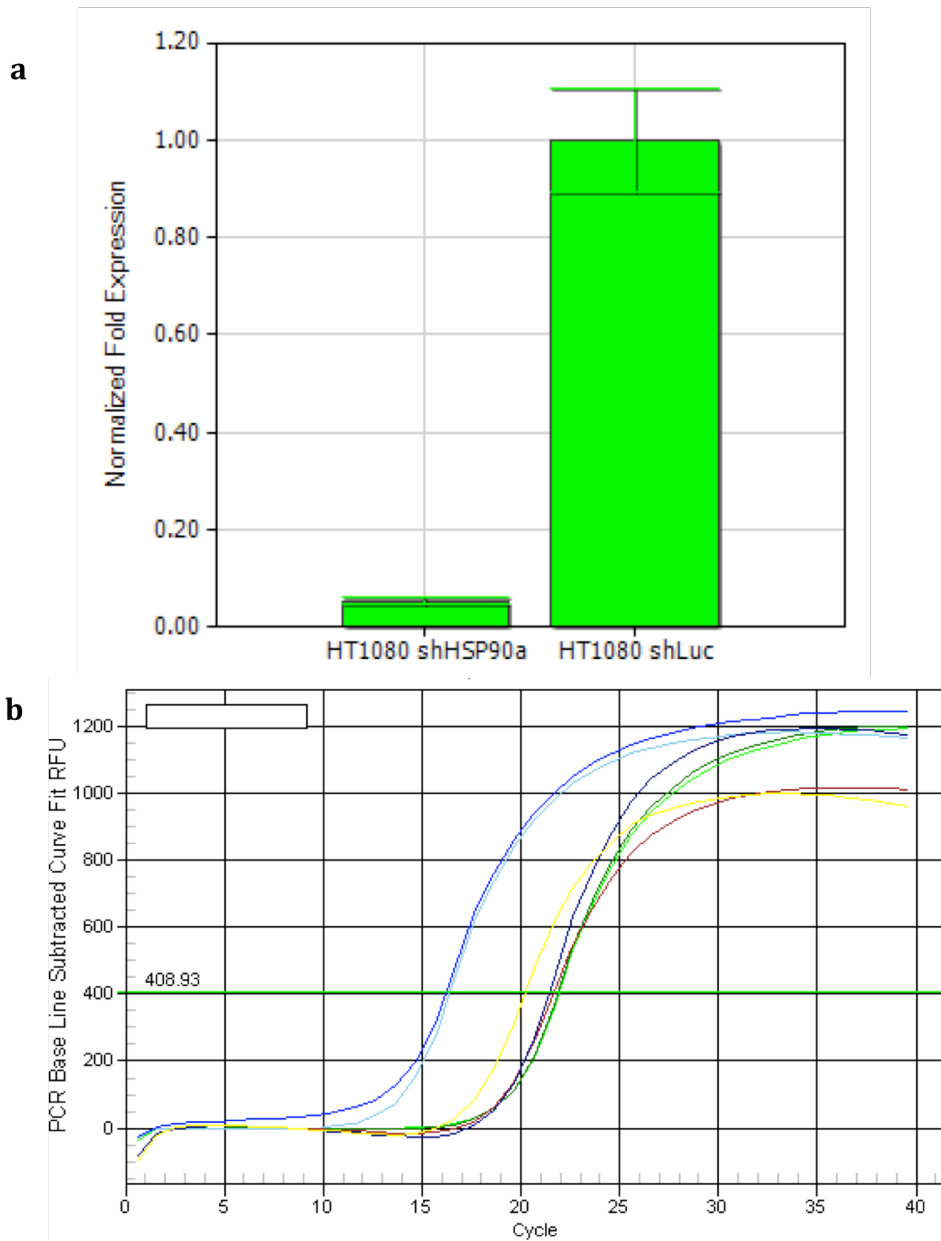 a
1.20
1.00
0.80
0.60
0.40
0.20
0.00
Normalized Fold Expression
HT1080 shHSP90a HT1080 shLuc
b
PCR Base Line Subtracted Curve Fit RFU
1200
1000
800
600
400
200
0
408.93
0 5 10 15 20 25 30 35 40
Cycle